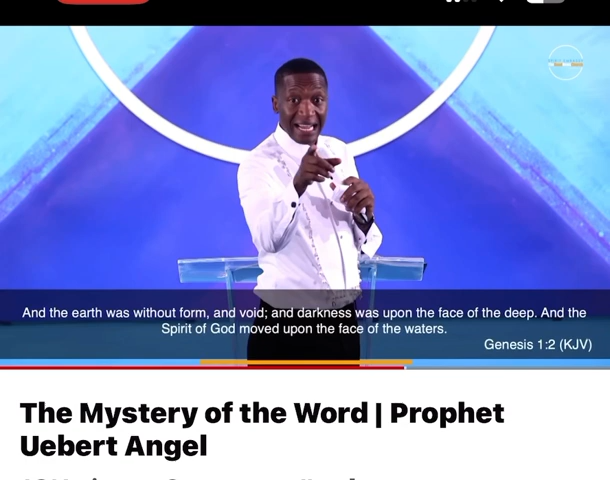 And the earth was without form, and void; and darkness was upon the face of the deep. And the
Spirit of God moved upon the face of the waters.
Genesis 1:2 (KJV)
The Mystery of the Word | Prophet
Uebert Angel